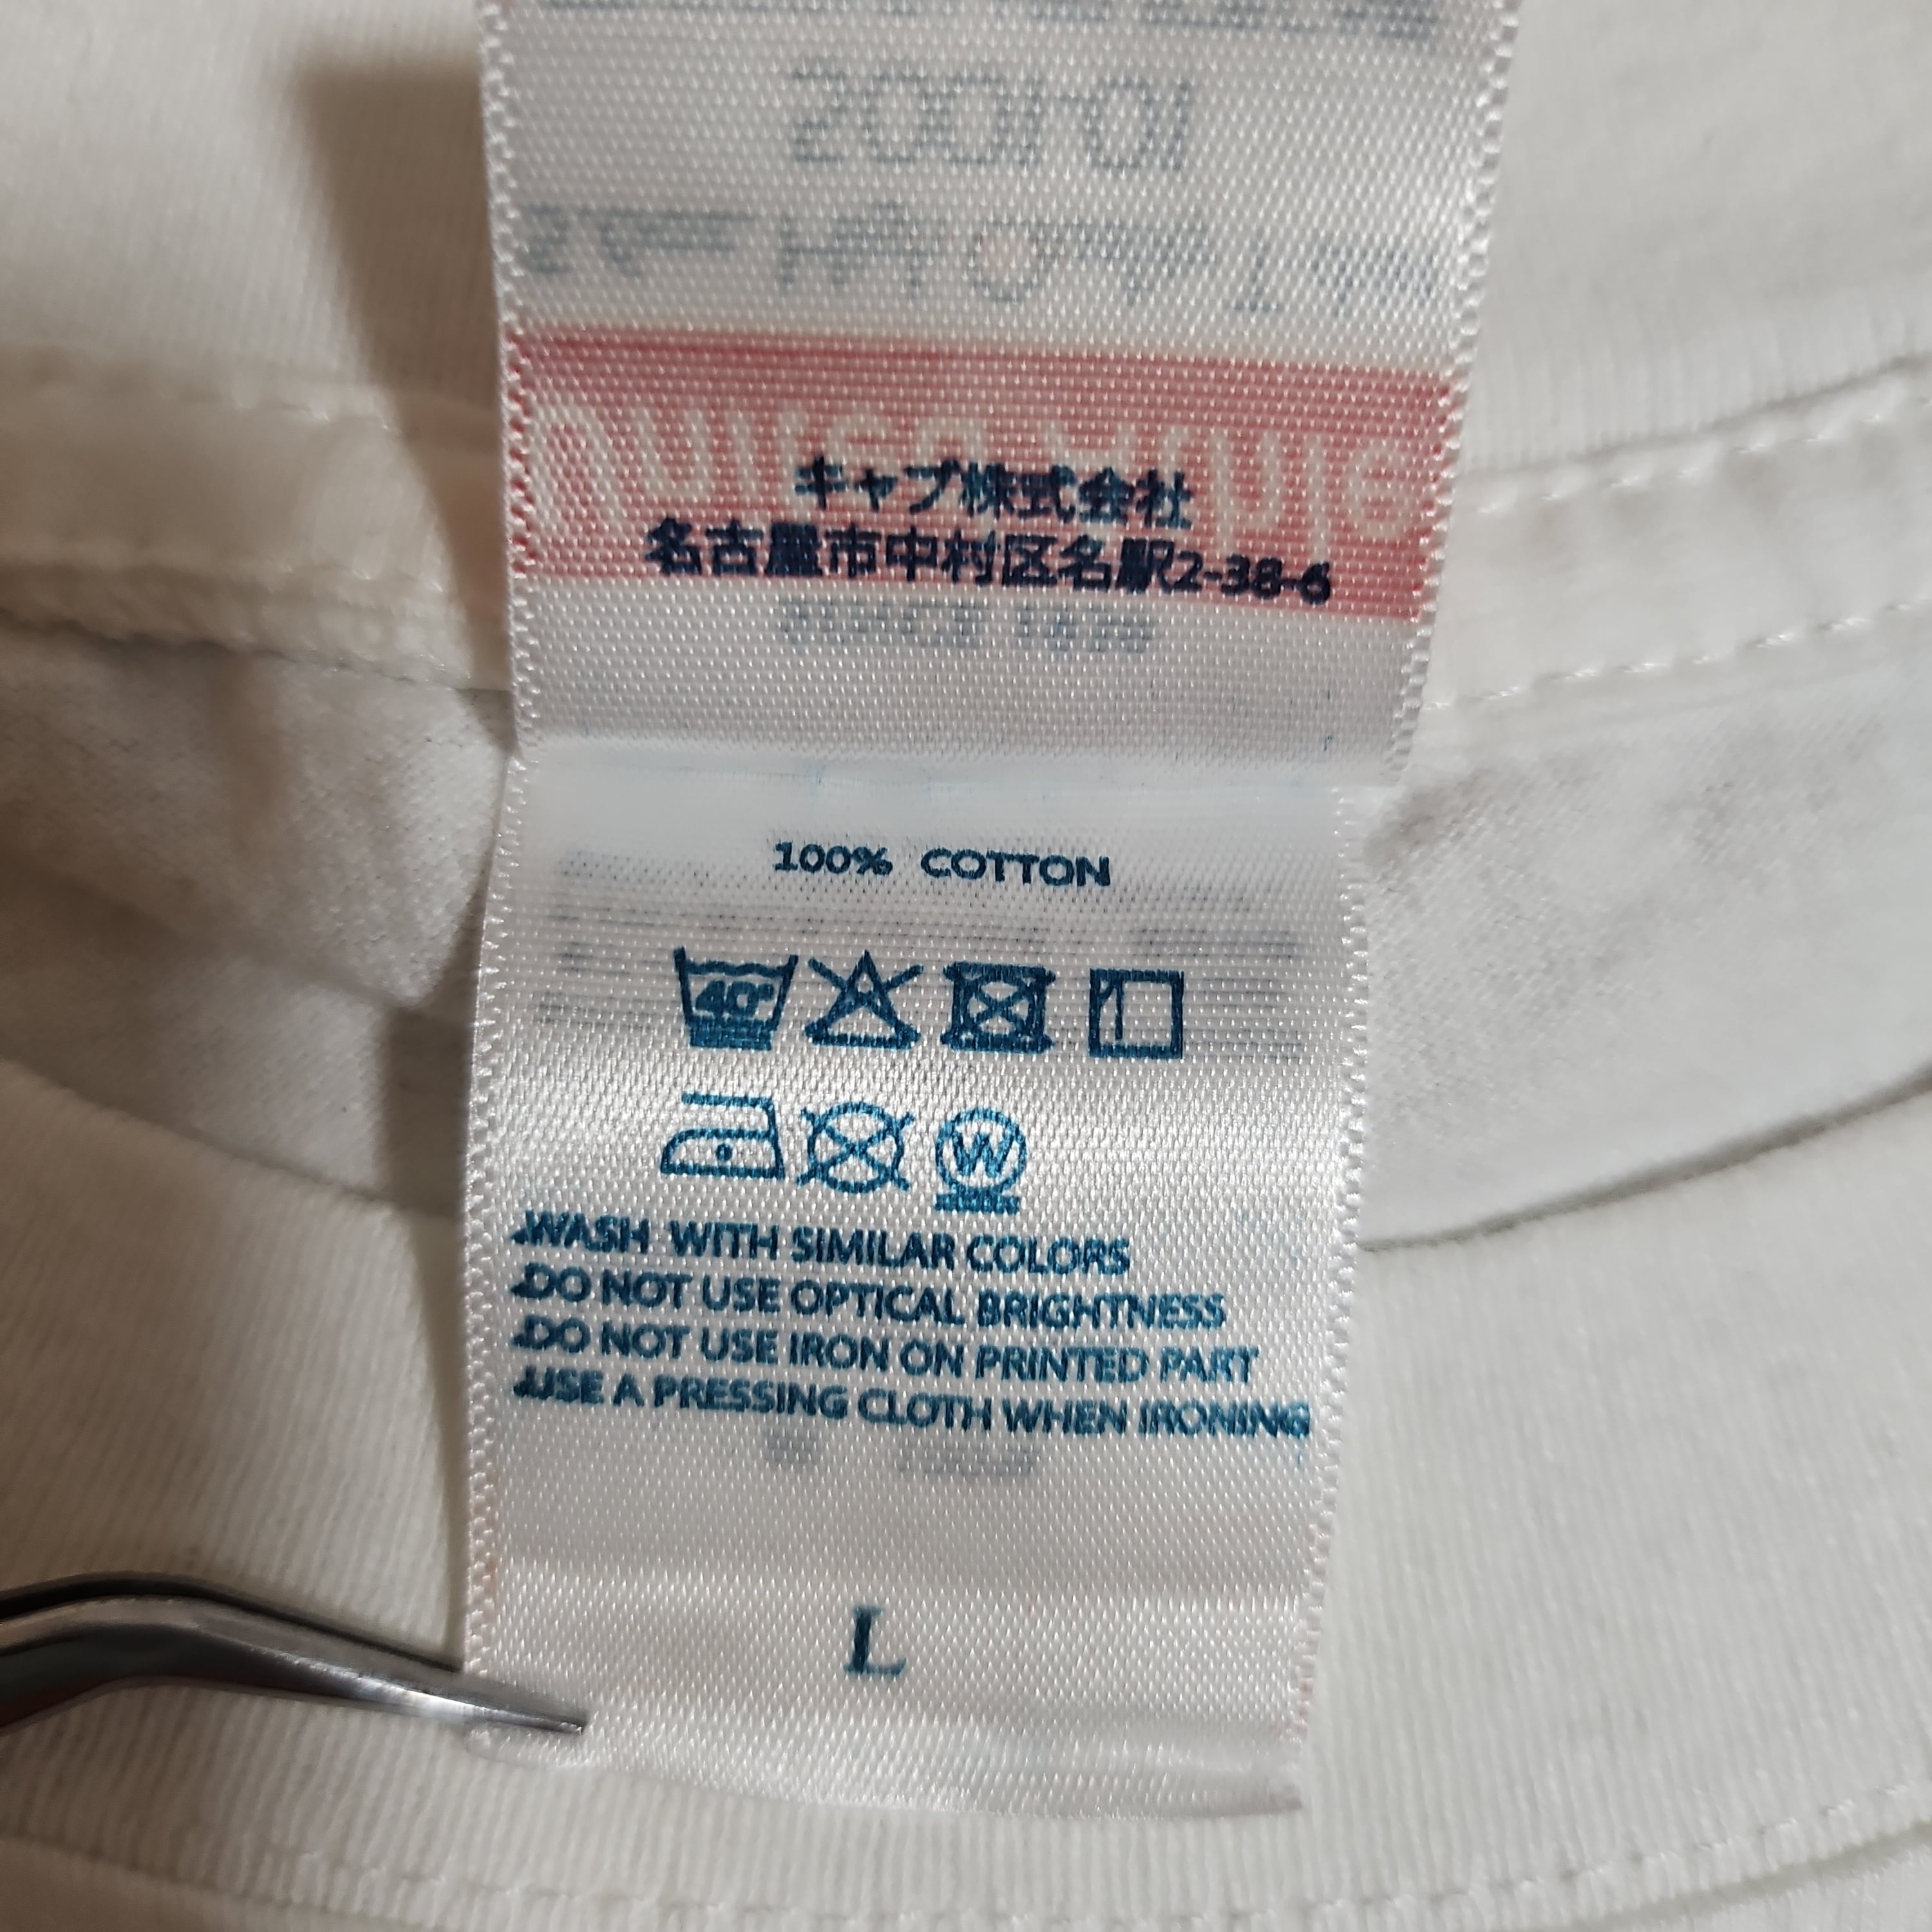 キャブ株式会社
名古屋市中村区名駅2-38-6
100% COTTON
40°
W
.WASH WITH SIMILAR COLORS
.DO NOT USE OPTICAL BRIGHTNESS
.DO NOT USE IRON ON PRINTED PART
.USE A PRESSING CLOTH WHEN IRONING
L